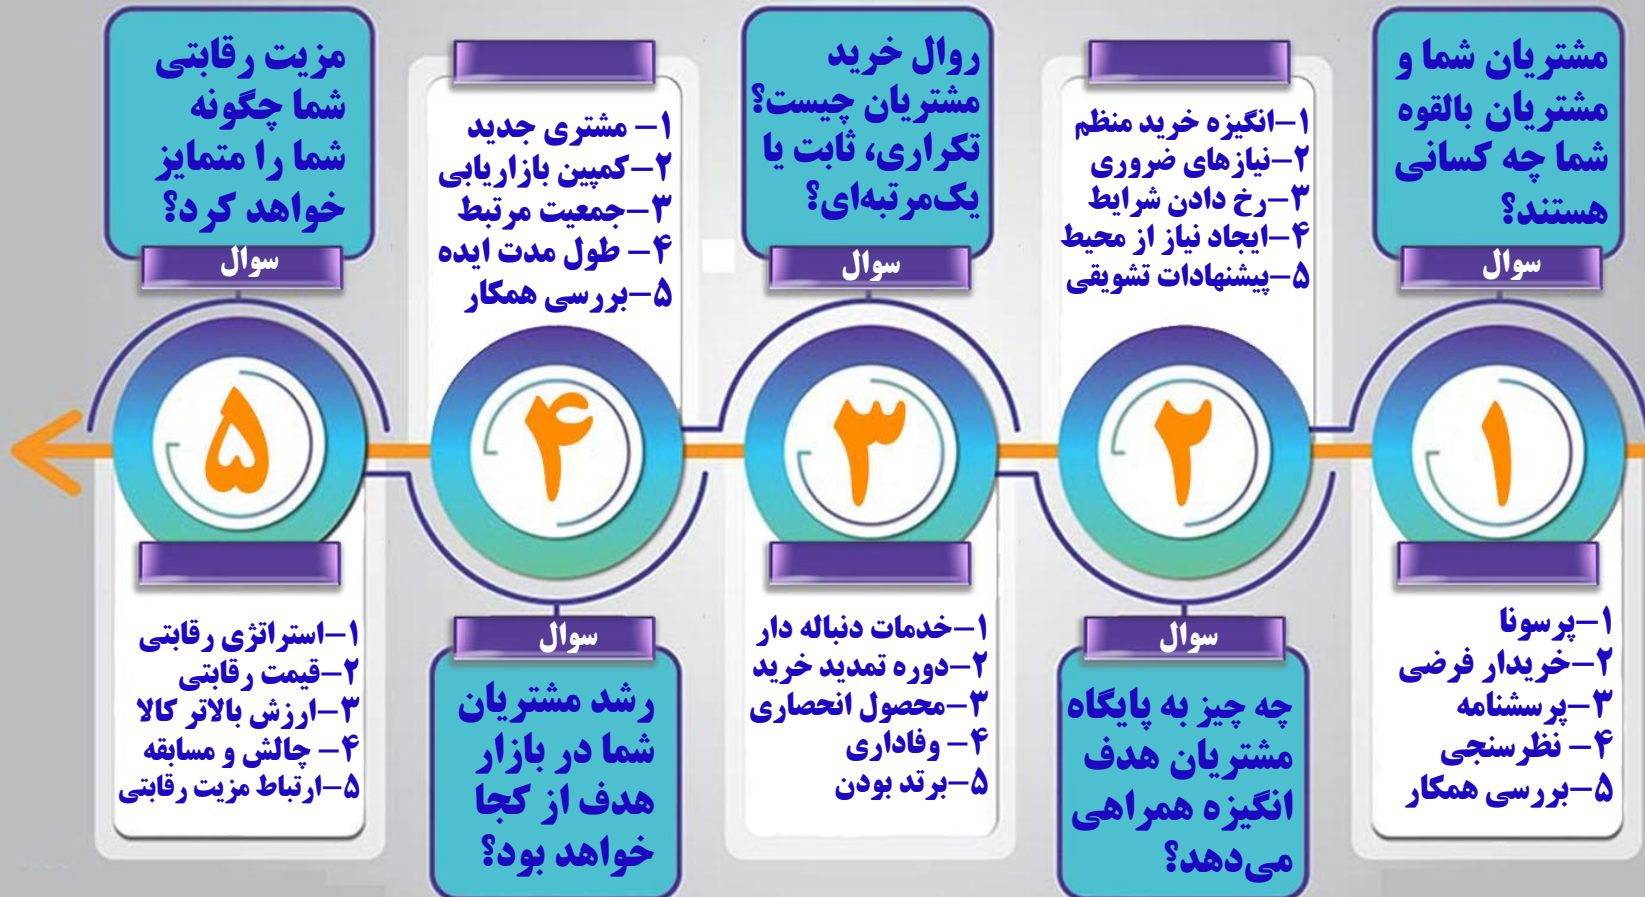 مشتریان شما و
مشتریان بالقوه
شما چه کسانی
هستند؟
سوال
۱
۱-پرسونا
۲-خریدار فرضی
۳-پرسشنامه
۴- نظرسنجی
۵-بررسی همکار
۱-انگیزه خرید منظم
۲-نیازهای ضروری
۳-رخ دادن شرایط
۴-ایجاد نیاز از محیط
۵-پیشنهادات تشویقی
۲
سوال
چه چیز به پایگاه
مشتریان هدف
انگیزه همراهی
می‌دهد؟
روال خرید
مشتریان چیست؟
تکراری، ثابت یا
یک‌مرتبه‌ای؟
سوال
۳
۱-خدمات دنباله دار
۲-دوره تمدید خرید
۳-محصول انحصاری
۴- وفاداری
۵-برتد بودن
۱- مشتری جدید
۲-کمپین بازاریابی
۳-جمعیت مرتبط
۴- طول مدت ایده
۵-بررسی همکار
۴
سوال
رشد مشتریان
شما در بازار
هدف از کجا
خواهد بود؟
مزیت رقابتی
شما چگونه
شما را متمایز
خواهد کرد؟
سوال
۵
۱-استراتژی رقابتی
۲-قیمت رقابتی
۳-ارزش بالاتر کالا
۴- چالش و مسابقه
۵-ارتباط مزیت رقابتی